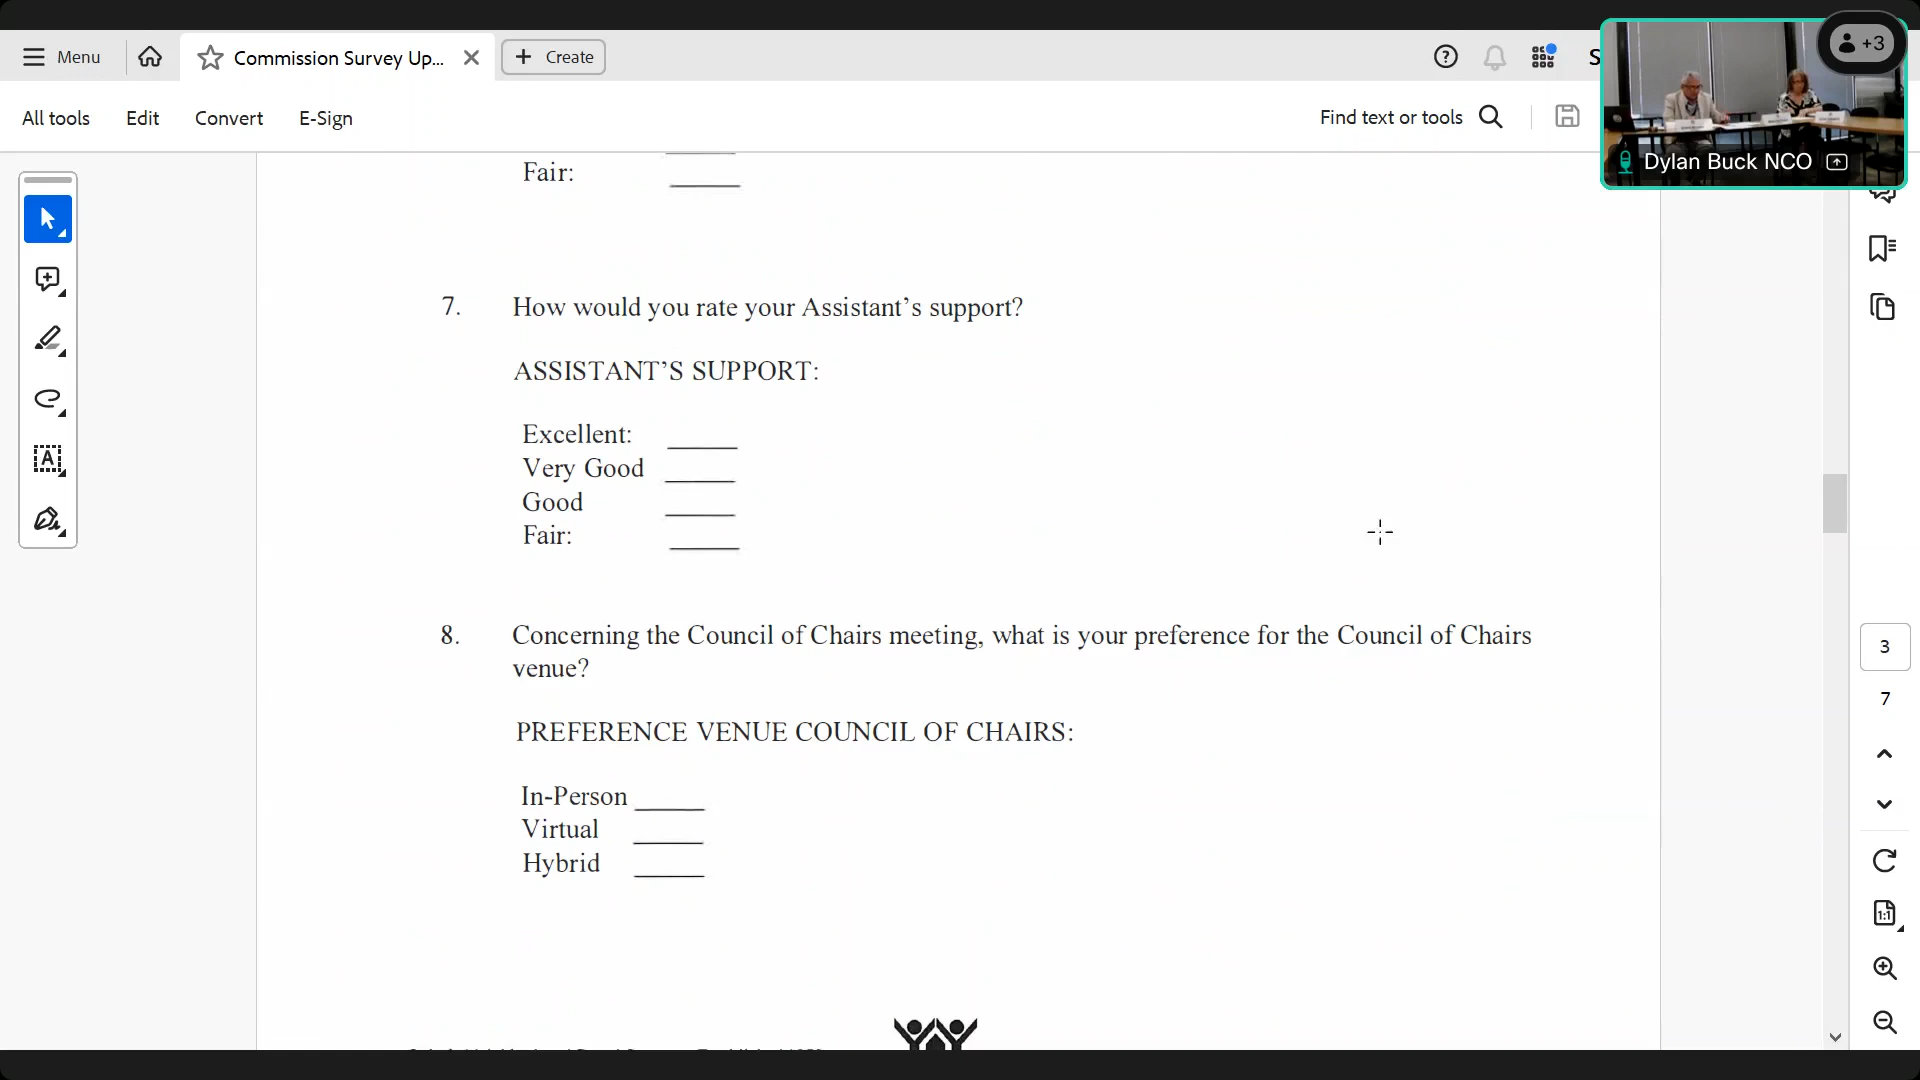 Menu
Commission Survey Up...
Create
+3
All tools
Edit
Convert
E-Sign
Find text or tools
Dylan Buck NCO
Fair:
7. How would you rate your Assistant’s support?
ASSISTANT’S SUPPORT:
Excellent:
Very Good
Good
Fair:
8. Concerning the Council of Chairs meeting, what is your preference for the Council of Chairs
venue?
PREFERENCE VENUE COUNCIL OF CHAIRS:
In-Person
Virtual
Hybrid
3
7
1:1